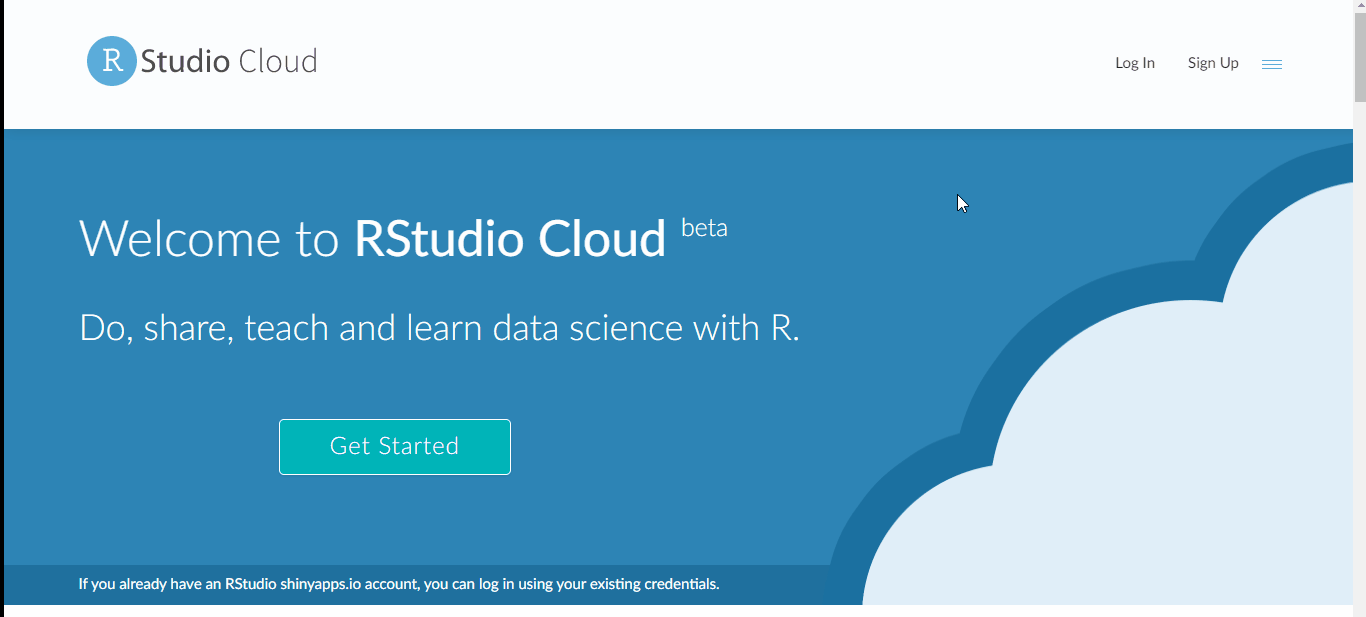 R Studio Cloud
Log In
Sign Up
Welcome to RStudio Cloud beta
Do, share, teach and learn data science with R.
Get Started
If you already have an RStudio shinyapps.io account, you can log in using your existing credentials.